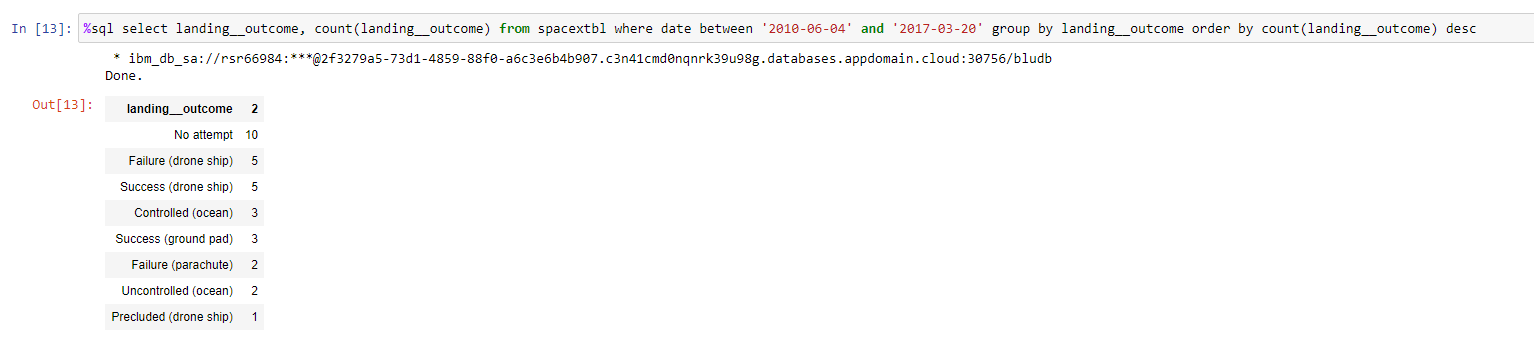 In [13]: %sql select landing__outcome, count(landing__outcome) from spacextbl where date between '2010-06-04' and '2017-03-20' group by landing__outcome order by count(landing__outcome) desc
* ibm_db_sa://rsr66984:***@2f3279a5-73d1-4859-88f0-a6c3e6b4b907.c3n41cmd0nqnrk39u98g.databases.appdomain.cloud:30756/bludb
Done.
Out[13]:
landing__outcome 2
No attempt 10
Failure (drone ship) 5
Success (drone ship) 5
Controlled (ocean) 3
Success (ground pad) 3
Failure (parachute) 2
Uncontrolled (ocean) 2
Precluded (drone ship) 1